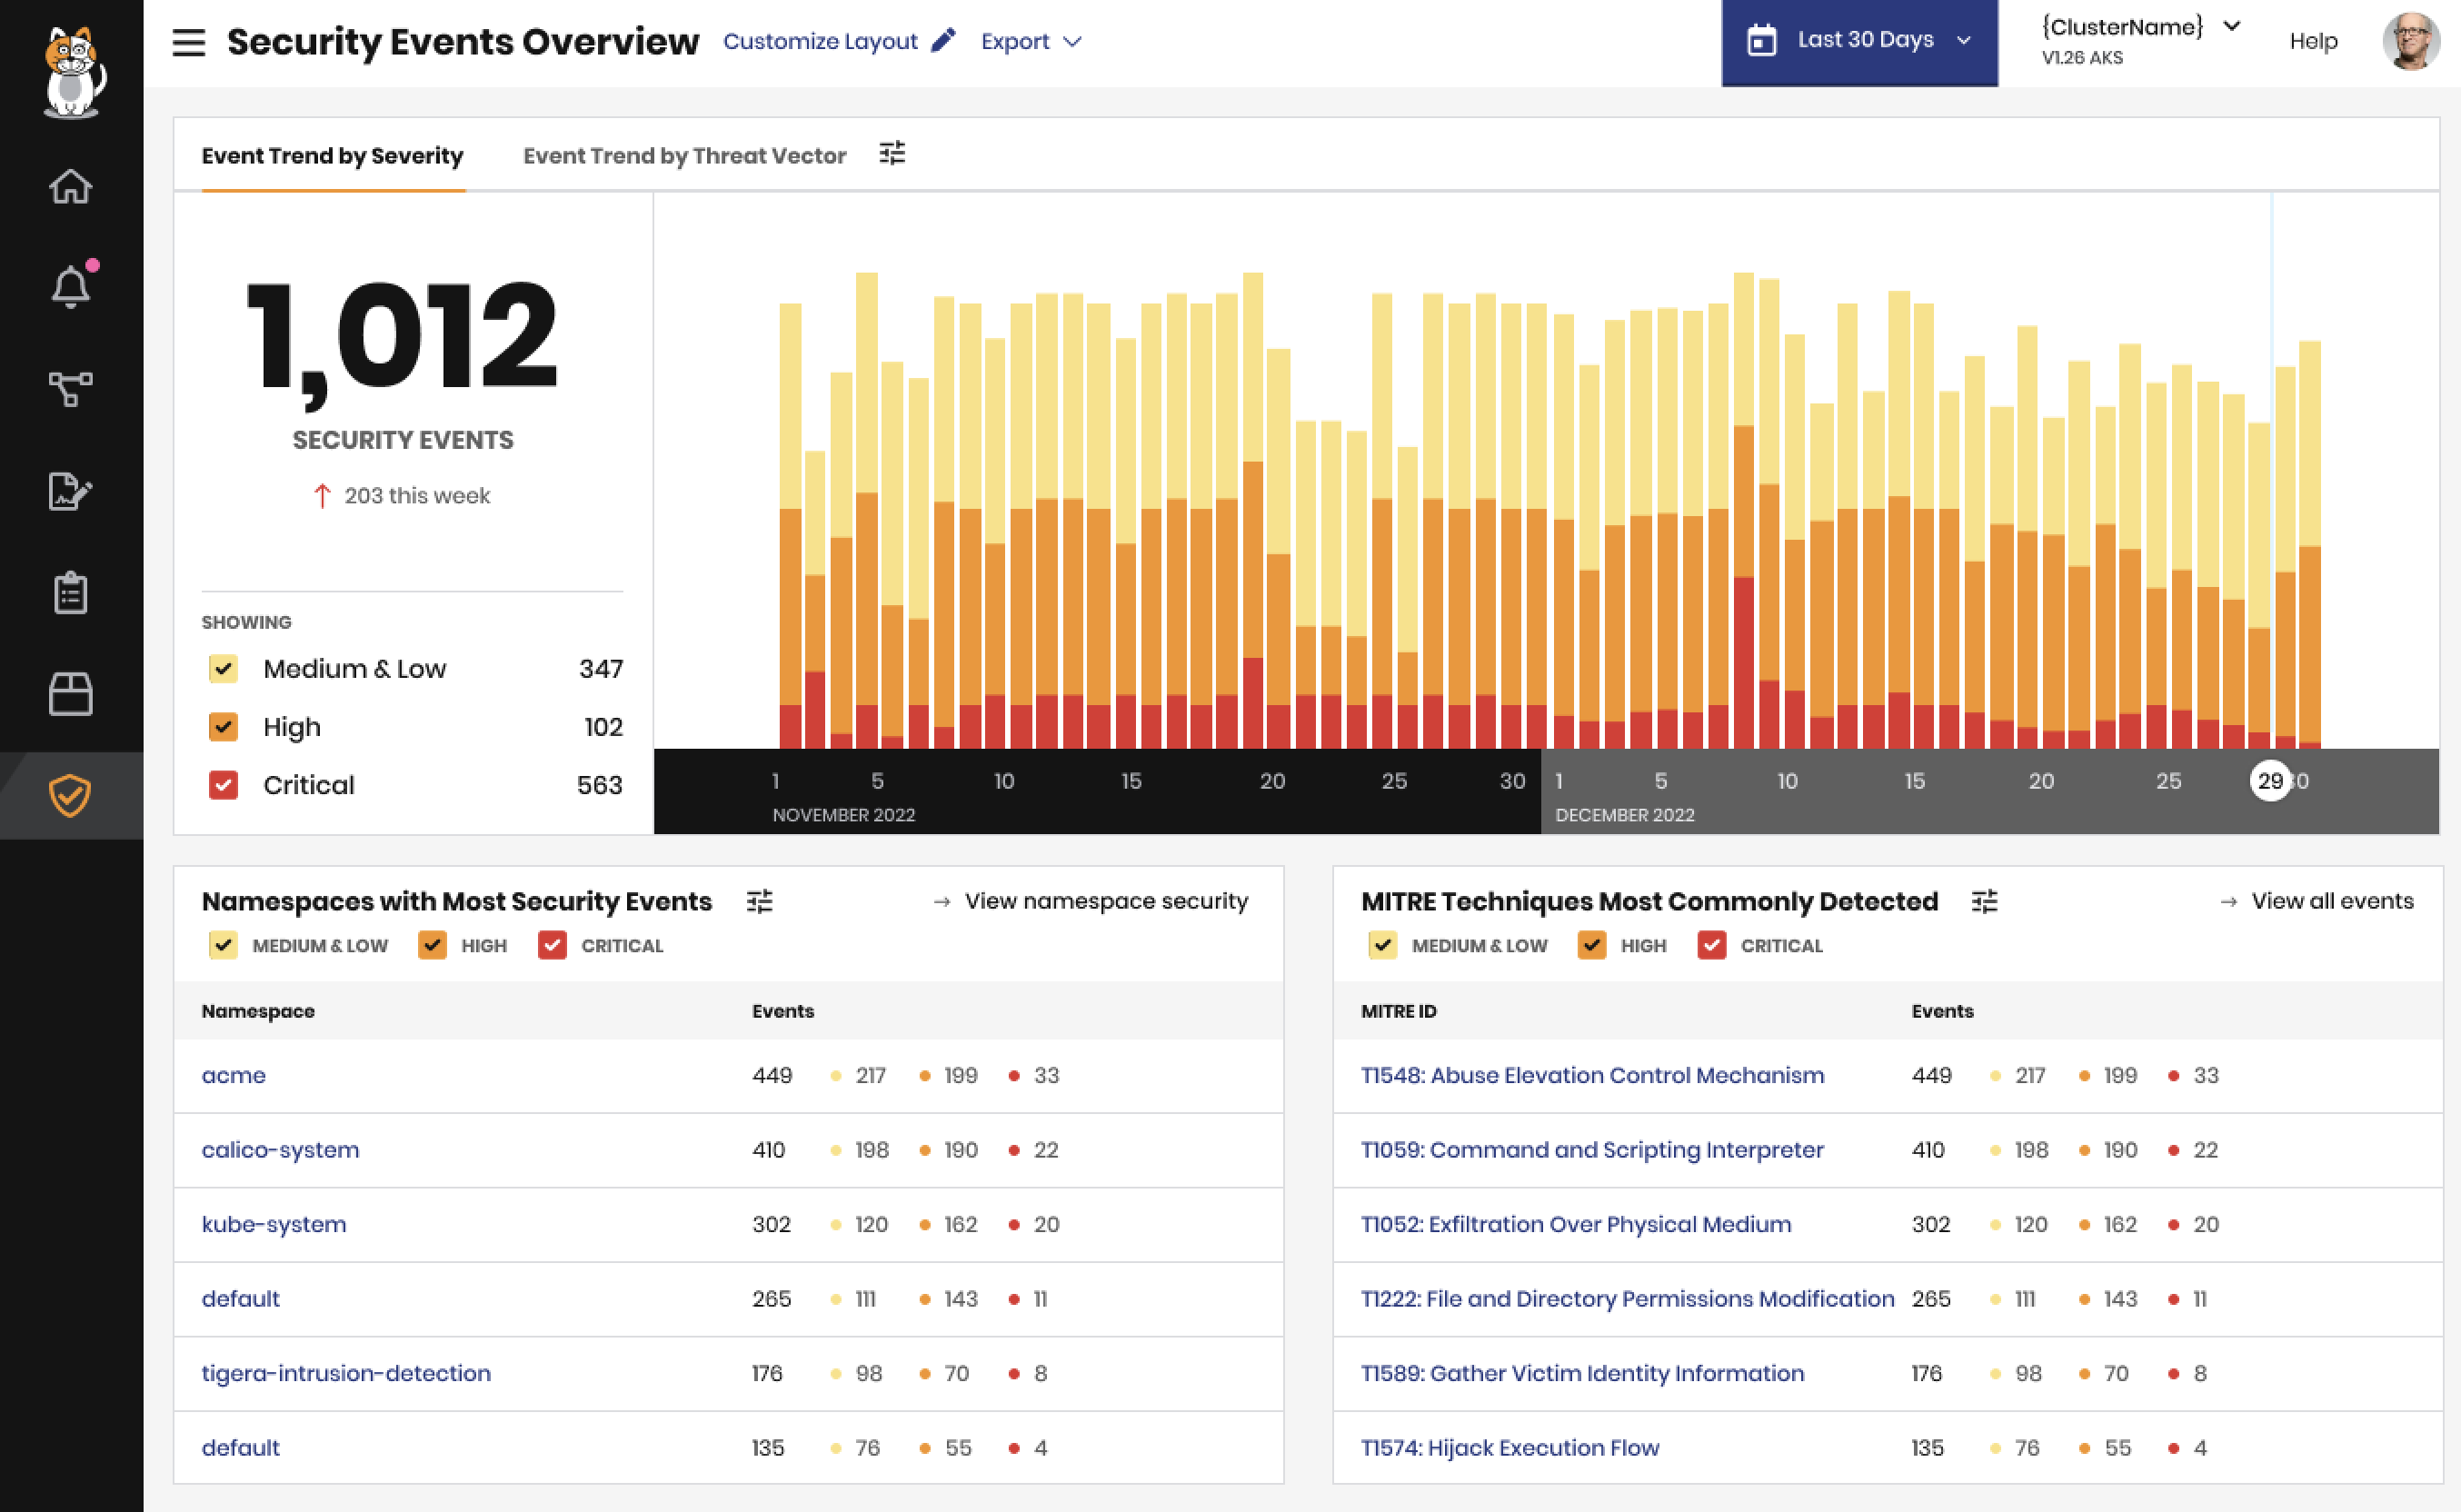 Security Events Overview Customize Layout Export Last 30 Days {ClusterName} Help
V1.26 AKS
Event Trend by Severity Event Trend by Threat Vector
1,012
SECURITY EVENTS
203 this week
SHOWING
Medium & Low 347
High 102
Critical 563
1 5 10 15 20 25 30 1 5 10 15 20 25 29 30
NOVEMBER 2022 DECEMBER 2022
Namespaces with Most Security Events → View namespace security
MEDIUM & LOW HIGH CRITICAL
Namespace Events
acme 449 217 199 33
calico-system 410 198 190 22
kube-system 302 120 162 20
default 265 111 143 11
tigera-intrusion-detection 176 98 70 8
default 135 76 55 4
MITRE Techniques Most Commonly Detected → View all events
MEDIUM & LOW HIGH CRITICAL
MITRE ID Events
T1548: Abuse Elevation Control Mechanism 449 217 199 33
T1059: Command and Scripting Interpreter 410 198 190 22
T1052: Exfiltration Over Physical Medium 302 120 162 20
T1222: File and Directory Permissions Modification 265 111 143 11
T1589: Gather Victim Identity Information 176 98 70 8
T1574: Hijack Execution Flow 135 76 55 4